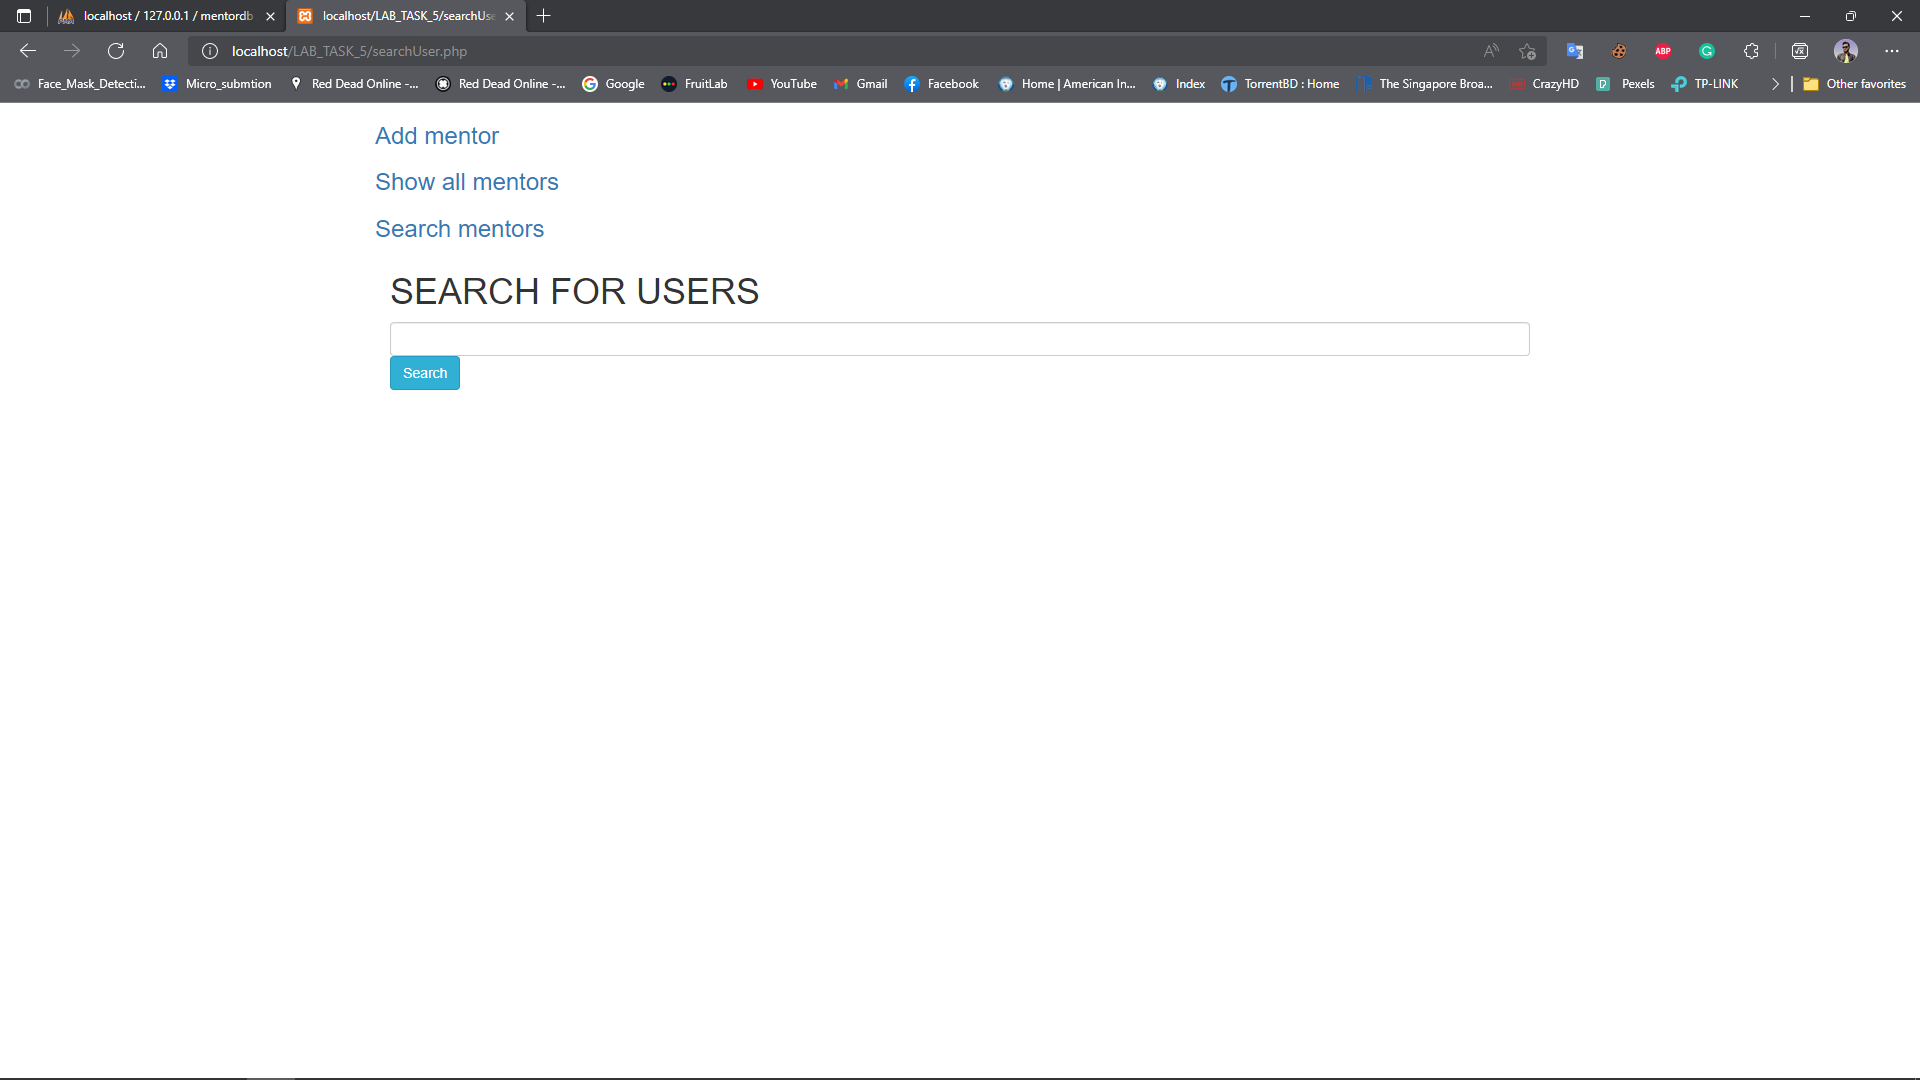 localhost / 127.0.0.1 / mentordb
localhost/LAB_TASK_5/searchUse
localhost/LAB_TASK_5/searchUser.php
ABP
Face_Mask_Detecti...
Micro_submtion
Red Dead Online -...
Red Dead Online -...
Google
FruitLab
YouTube
Gmail
Facebook
Home | American In...
Index
TorrentBD : Home
The Singapore Broa...
CrazyHD
Pexels
TP-LINK
Other favorites
Add mentor
Show all mentors
Search mentors
SEARCH FOR USERS
Search